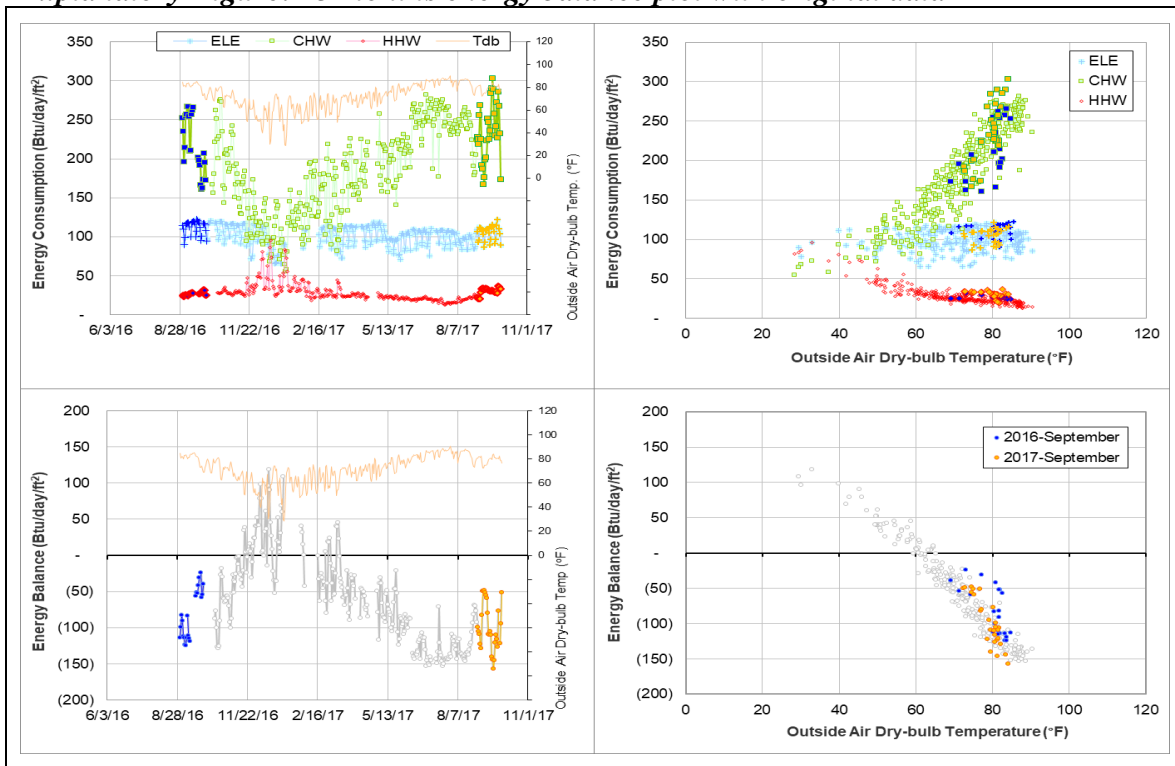 energy balance plot with original data
ELE CHW HHW Tdb
Energy Consumption (Btu/day/ft²)
350
300
250
200
150
100
50
-
120
100
80
60
40
20
0
Outside Air Dry-bulb Temp. (°F)
6/3/16 8/28/16 11/22/16 2/16/17 5/13/17 8/7/17 11/1/17
ELE
CHW
HHW
Energy Consumption (Btu/day/ft²)
350
300
250
200
150
100
50
-
0 20 40 60 80 100 120
Outside Air Dry-bulb Temperature (°F)
Energy Balance (Btu/day/ft²)
200
150
100
50
-
(50)
(100)
(150)
(200)
120
100
80
60
40
20
0
Outside Air Dry-bulb Temp (°F)
6/3/16 8/28/16 11/22/16 2/16/17 5/13/17 8/7/17 11/1/17
2016-September
2017-September
Energy Balance (Btu/day/ft²)
200
150
100
50
-
(50)
(100)
(150)
(200)
0 20 40 60 80 100 120
Outside Air Dry-bulb Temperature (°F)